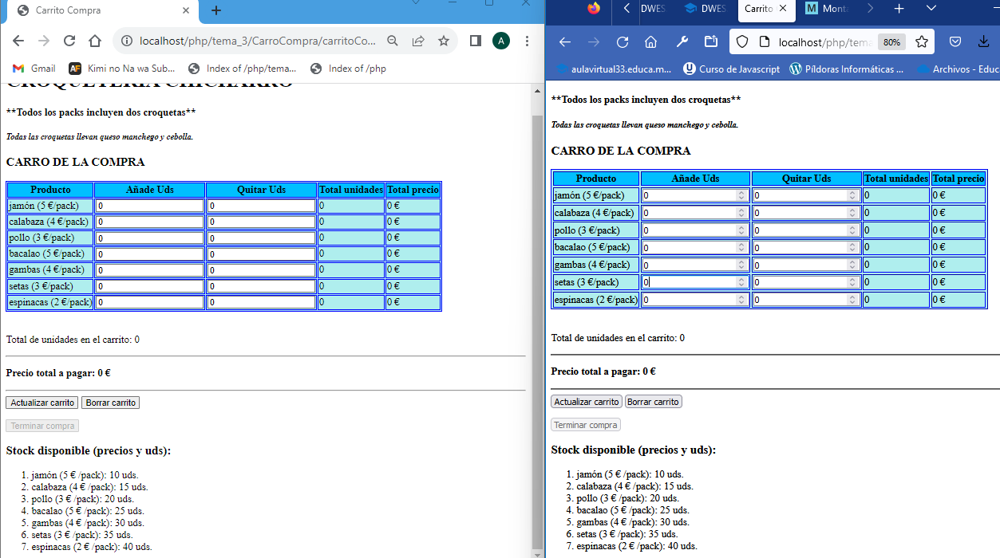 Carrito Compra
localhost/php/tema_3/CarroCompra/carritoCo...
A
Gmail
AF Kimi no Na wa Sub...
Index of /php/tema...
Index of /php
CROQUETERIA CHICHARRO
**Todos los packs incluyen dos croquetas**
Todas las croquetas llevan queso manchego y cebolla.
CARRO DE LA COMPRA
Producto Añade Uds Quitar Uds Total unidades Total precio
jamón (5 €/pack) 0 0 0 0 €
calabaza (4 €/pack) 0 0 0 0 €
pollo (3 €/pack) 0 0 0 0 €
bacalao (5 €/pack) 0 0 0 0 €
gambas (4 €/pack) 0 0 0 0 €
setas (3 €/pack) 0 0 0 0 €
espinacas (2 €/pack) 0 0 0 0 €
Total de unidades en el carrito: 0
Precio total a pagar: 0 €
Actualizar carrito Borrar carrito
Terminar compra
Stock disponible (precios y uds):
1. jamón (5 € /pack): 10 uds.
2. calabaza (4 € /pack): 15 uds.
3. pollo (3 € /pack): 20 uds.
4. bacalao (5 € /pack): 25 uds.
5. gambas (4 € /pack): 30 uds.
6. setas (3 € /pack): 35 uds.
7. espinacas (2 € /pack): 40 uds.
DWES
DWES
Carrito
M Mont
localhost/php/tema
80%
aulavirtual33.educa.m...
Curso de Javascript
Píldoras Informáticas ...
Archivos - Educa
**Todos los packs incluyen dos croquetas**
Todas las croquetas llevan queso manchego y cebolla.
CARRO DE LA COMPRA
Producto Añade Uds Quitar Uds Total unidades Total precio
jamón (5 €/pack) 0 0 0 0 €
calabaza (4 €/pack) 0 0 0 0 €
pollo (3 €/pack) 0 0 0 0 €
bacalao (5 €/pack) 0 0 0 0 €
gambas (4 €/pack) 0 0 0 0 €
setas (3 €/pack) 0 0 0 0 €
espinacas (2 €/pack) 0 0 0 0 €
Total de unidades en el carrito: 0
Precio total a pagar: 0 €
Actualizar carrito Borrar carrito
Terminar compra
Stock disponible (precios y uds):
1. jamón (5 € /pack): 10 uds.
2. calabaza (4 € /pack): 15 uds.
3. pollo (3 € /pack): 20 uds.
4. bacalao (5 € /pack): 25 uds.
5. gambas (4 € /pack): 30 uds.
6. setas (3 € /pack): 35 uds.
7. espinacas (2 € /pack): 40 uds.